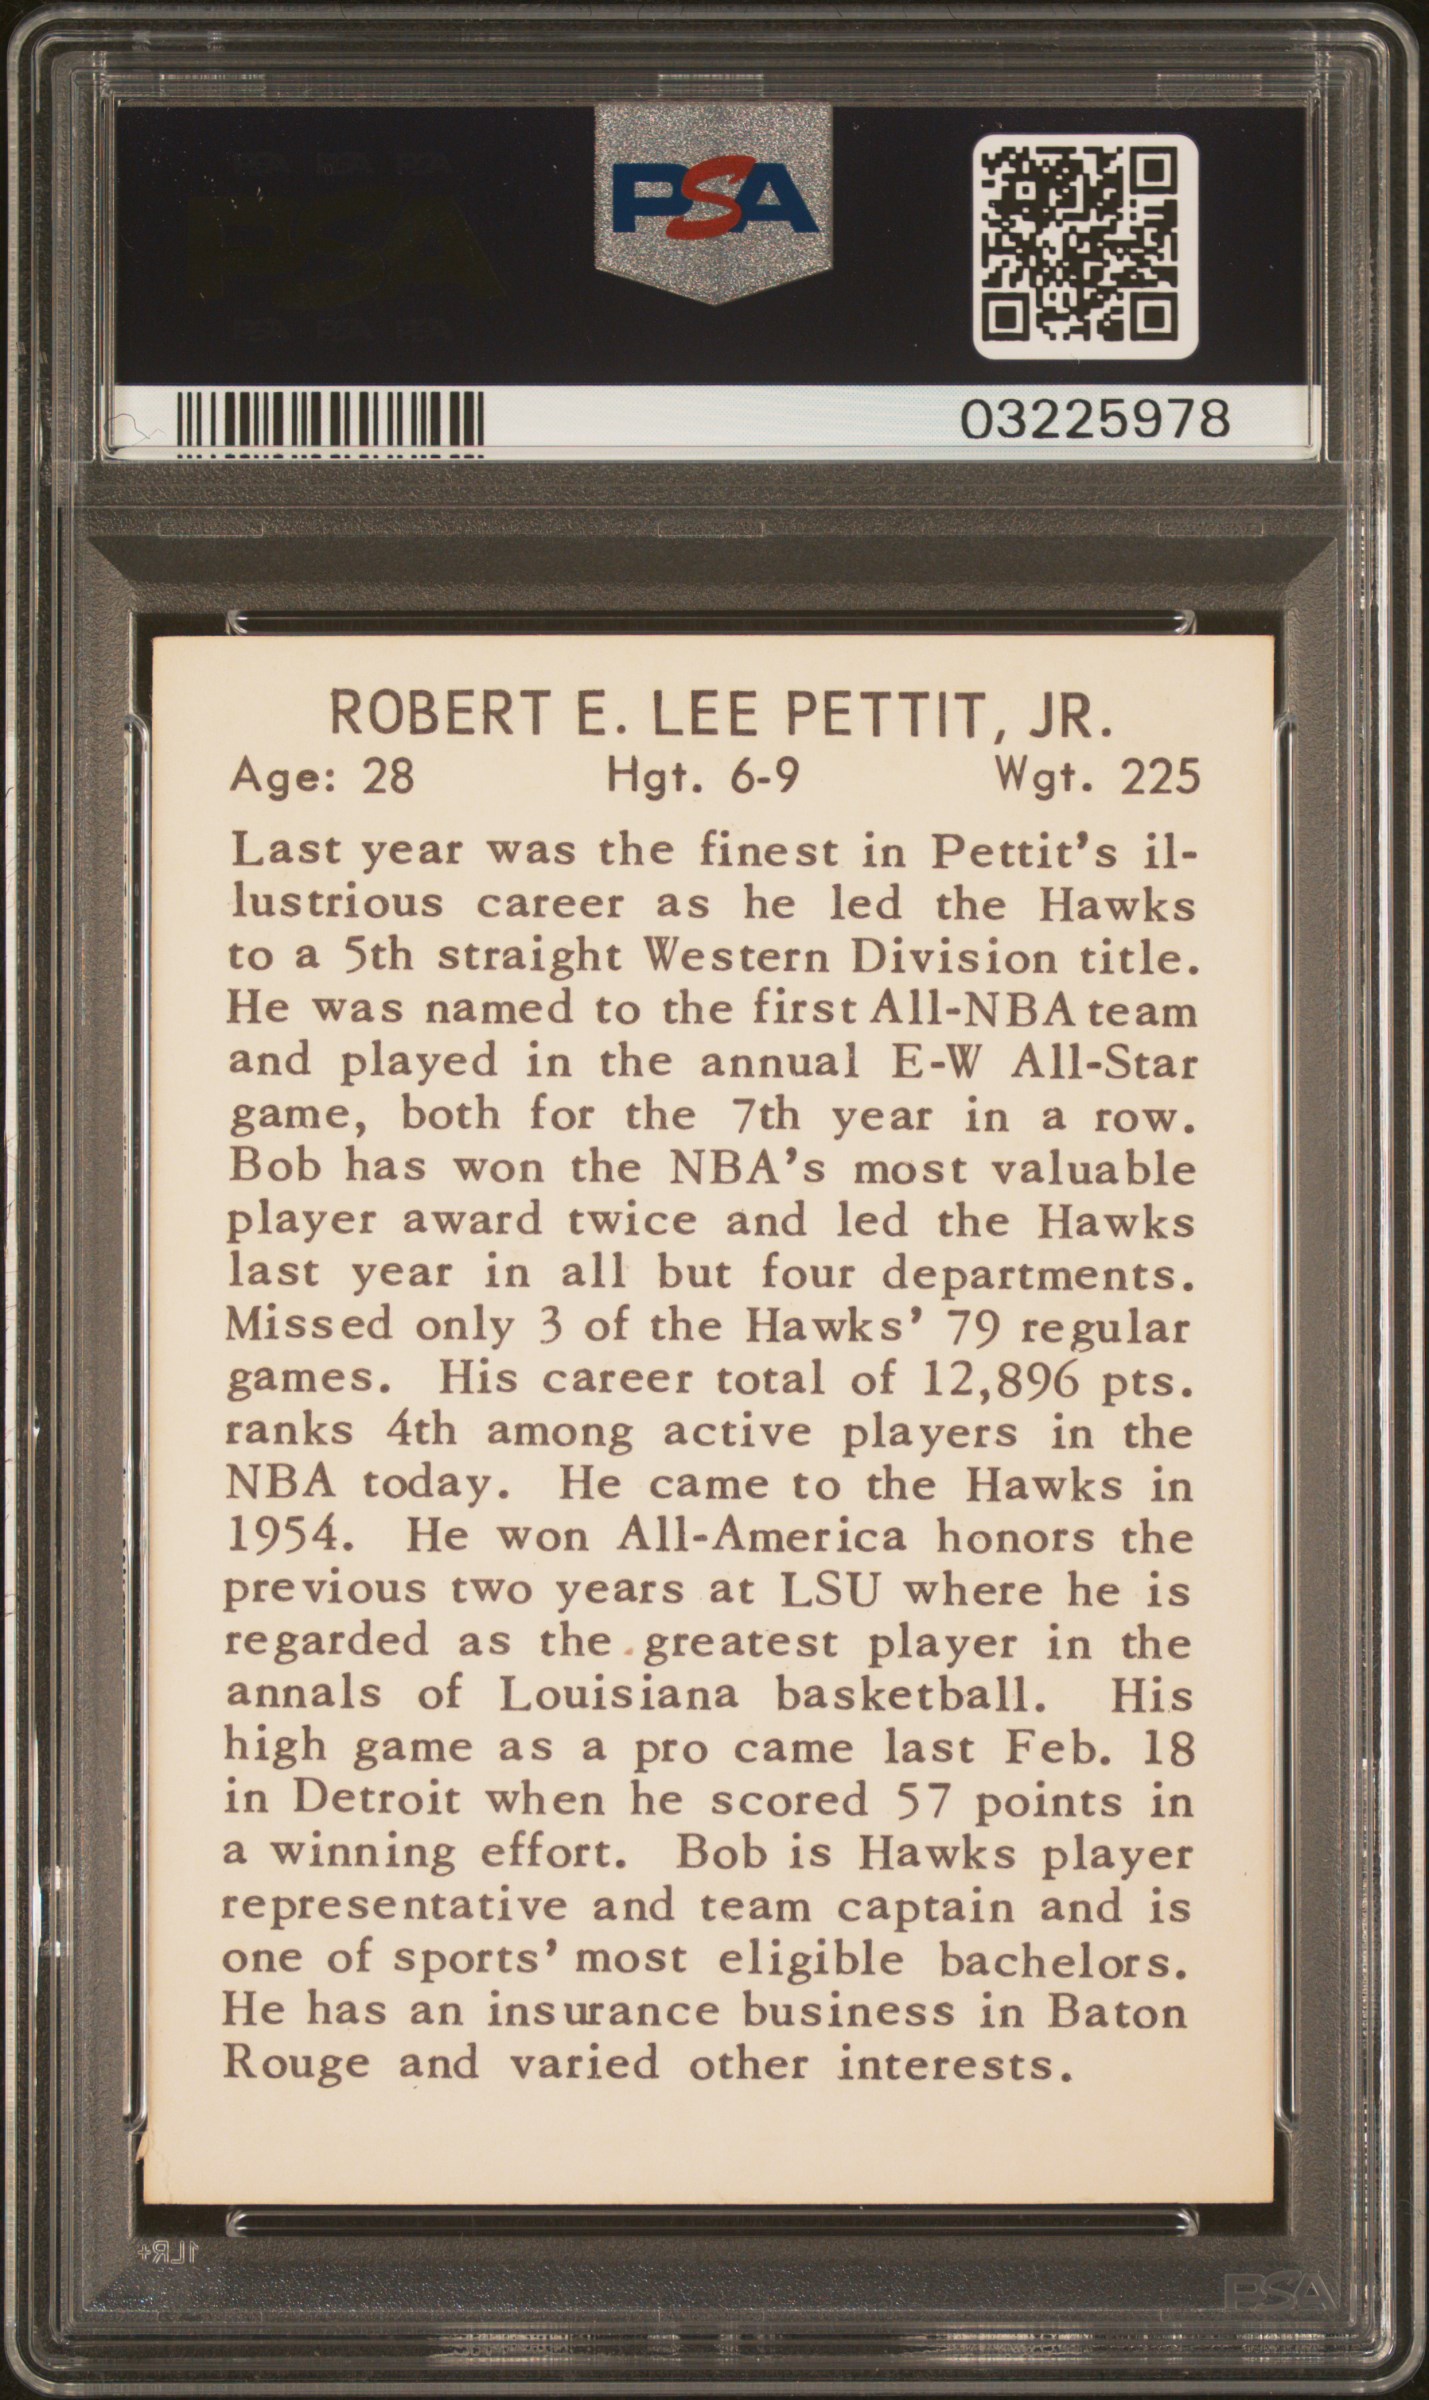 PSA
03225978
ROBERT E. LEE PETTIT, JR.
Age: 28 Hgt. 6-9 Wgt. 225
Last year was the finest in Pettit's il-
lustrious career as he led the Hawks
to a 5th straight Western Division title.
He was named to the first All-NBA team
and played in the annual E-W All-Star
game, both for the 7th year in a row.
Bob has won the NBA's most valuable
player award twice and led the Hawks
last year in all but four departments.
Missed only 3 of the Hawks' 79 regular
games. His career total of 12,896 pts.
ranks 4th among active players in the
NBA today. He came to the Hawks in
1954. He won All-America honors the
previous two years at LSU where he is
regarded as the greatest player in the
annals of Louisiana basketball. His
high game as a pro came last Feb. 18
in Detroit when he scored 57 points in
a winning effort. Bob is Hawks player
representative and team captain and is
one of sports' most eligible bachelors.
He has an insurance business in Baton
Rouge and varied other interests.
1LR+
PSA